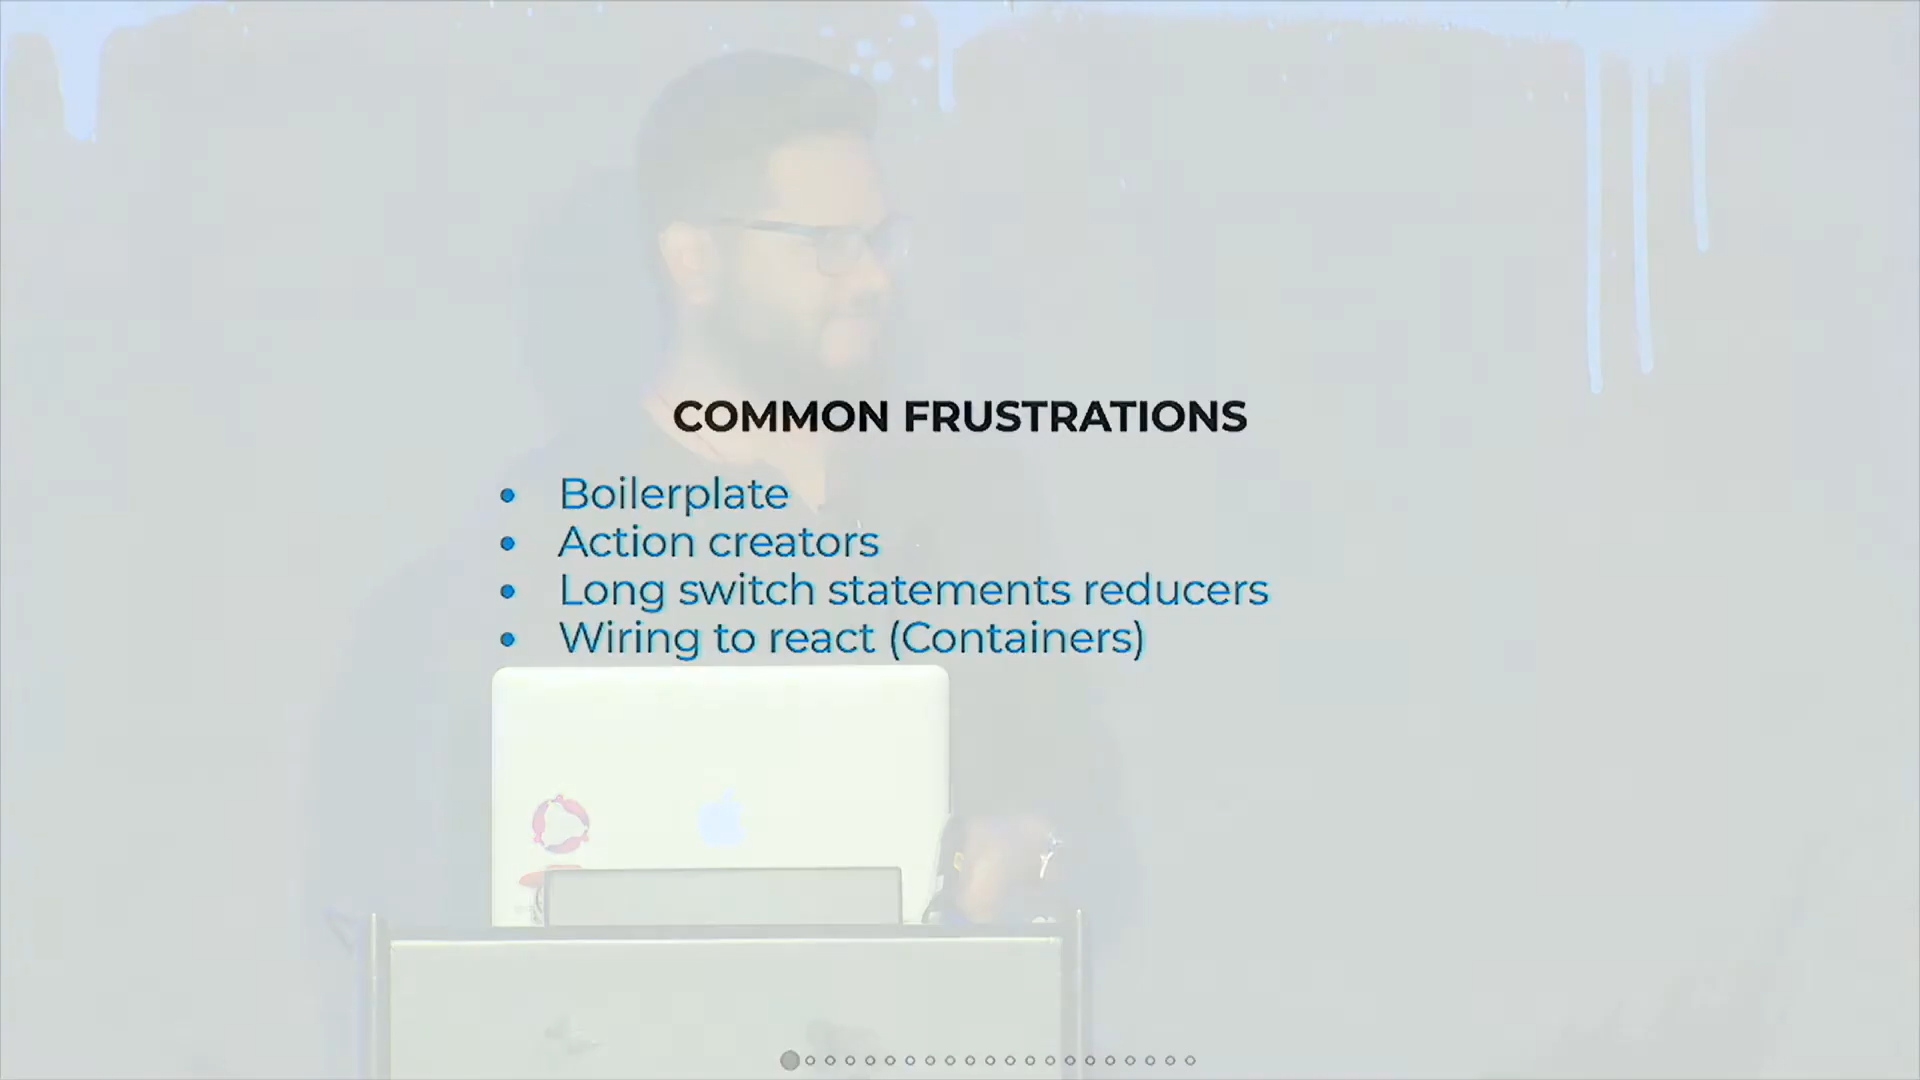 COMMON FRUSTRATIONS
• Boilerplate
• Action creators
• Long switch statements reducers
• Wiring to react (Containers)